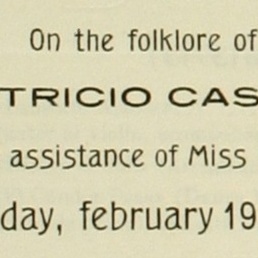 On the folklore of
TRICIO CAS
assistance of Miss
day, february 19